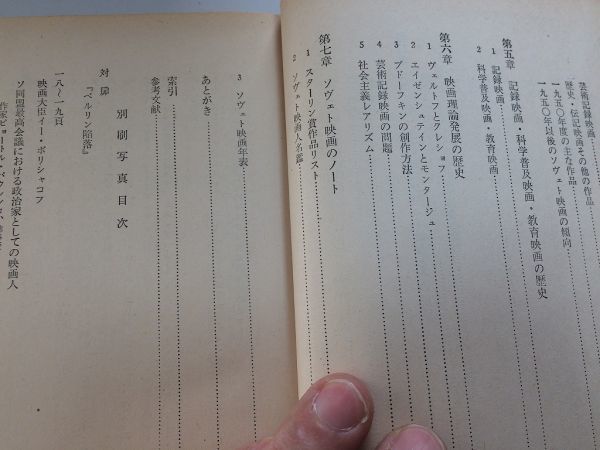 芸術記録映画
歴史・伝記映画その他の作品
一九五〇年度の主な作品
一九五〇年以後のソヴェト映画の傾向
第五章 記録映画・科学普及映画・教育映画の歴史
1 記録映画
2 科学普及映画・教育映画
第六章 映画理論発展の歴史
1 ヴェルトフとクレショフ
2 エイゼンシュテインとモンタージュ
3 プドーフキンの創作方法
4 芸術記録映画の問題
5 社会主義レアリズム
第七章 ソヴェト映画のノート
1 スターリン賞作品リスト
2 ソヴェト映画人名鑑
3 ソヴェト映画年表
あとがき
索引
参考文献
別刷写真目次
対扉 『ベルリン陥落』
一八〜一九頁
映画大臣イー・ボリシャコフ
ソ同盟最高会議における政治家としての映画人